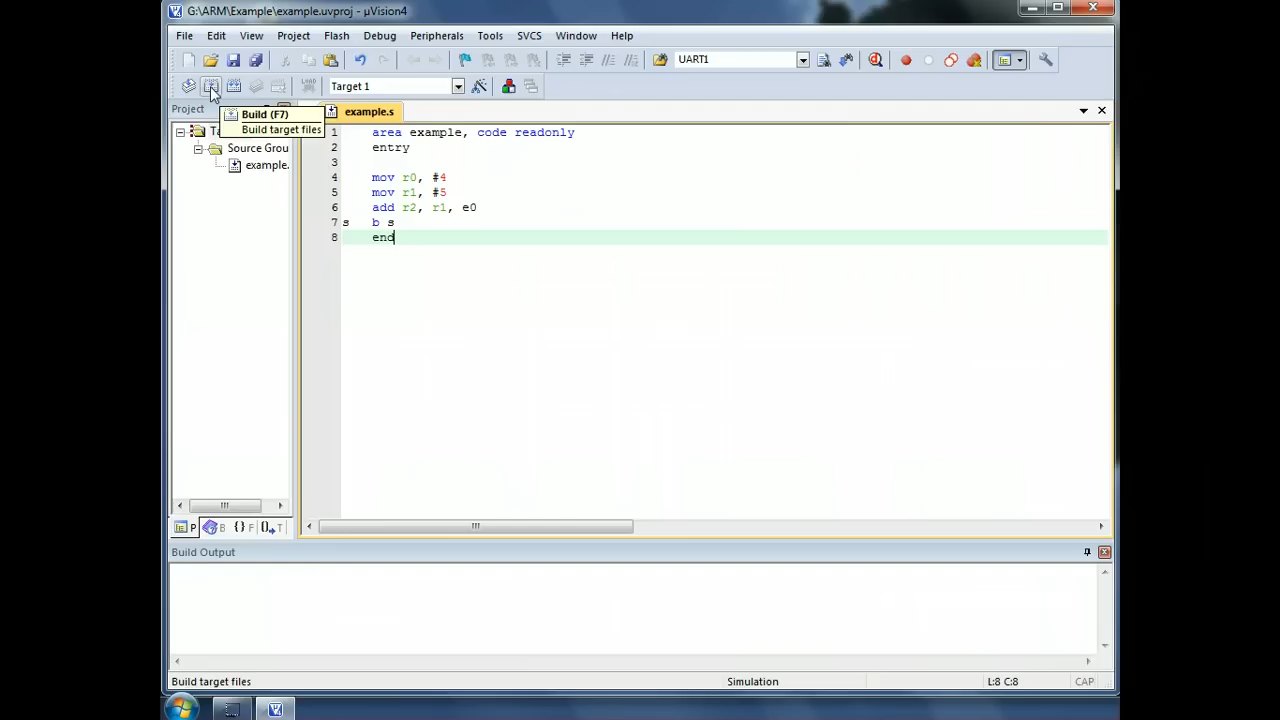 G:\ARM\Example\example.uvproj - µVision4
File Edit View Project Flash Debug Peripherals Tools SVCS Window Help
UART1
LOAD Target 1
Project
example.s
Build (F7)
Build target files
Ta
Source Grou
example.
1 area example, code readonly
2 entry
3
4 mov r0, #4
5 mov r1, #5
6 add r2, r1, e0
7 s b s
8 end
P B {} F T
Build Output
Build target files Simulation L:8 C:8 CAP